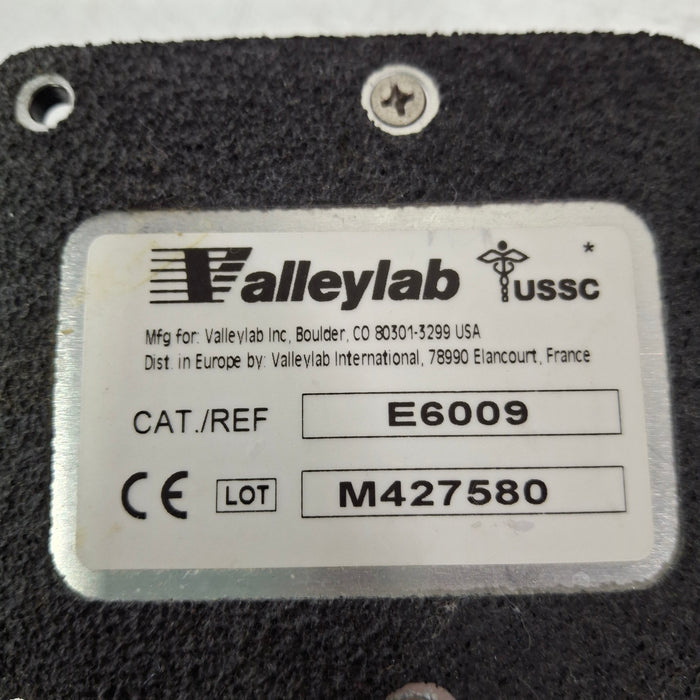 Valleylab USSC*
Mfg for: Valleylab Inc, Boulder, CO 80301-3299 USA
Dist. in Europe by: Valleylab International, 78990 Elancourt, France
CAT./REF E6009
CE LOT M427580